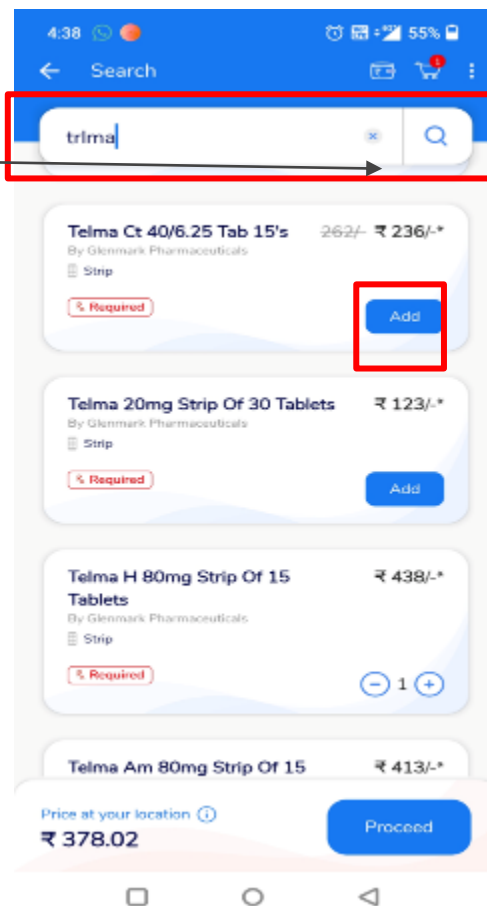 4:38 55%
← Search 1
trlma
Telma Ct 40/6.25 Tab 15's 262/- ₹ 236/-*
By Glenmark Pharmaceuticals
Strip
Required
Add
Telma 20mg Strip Of 30 Tablets ₹ 123/-*
By Glenmark Pharmaceuticals
Strip
Required
Add
Telma H 80mg Strip Of 15 ₹ 438/-*
Tablets
By Glenmark Pharmaceuticals
Strip
Required
1
Telma Am 80mg Strip Of 15 ₹ 413/-*
Price at your location
₹ 378.02
Proceed